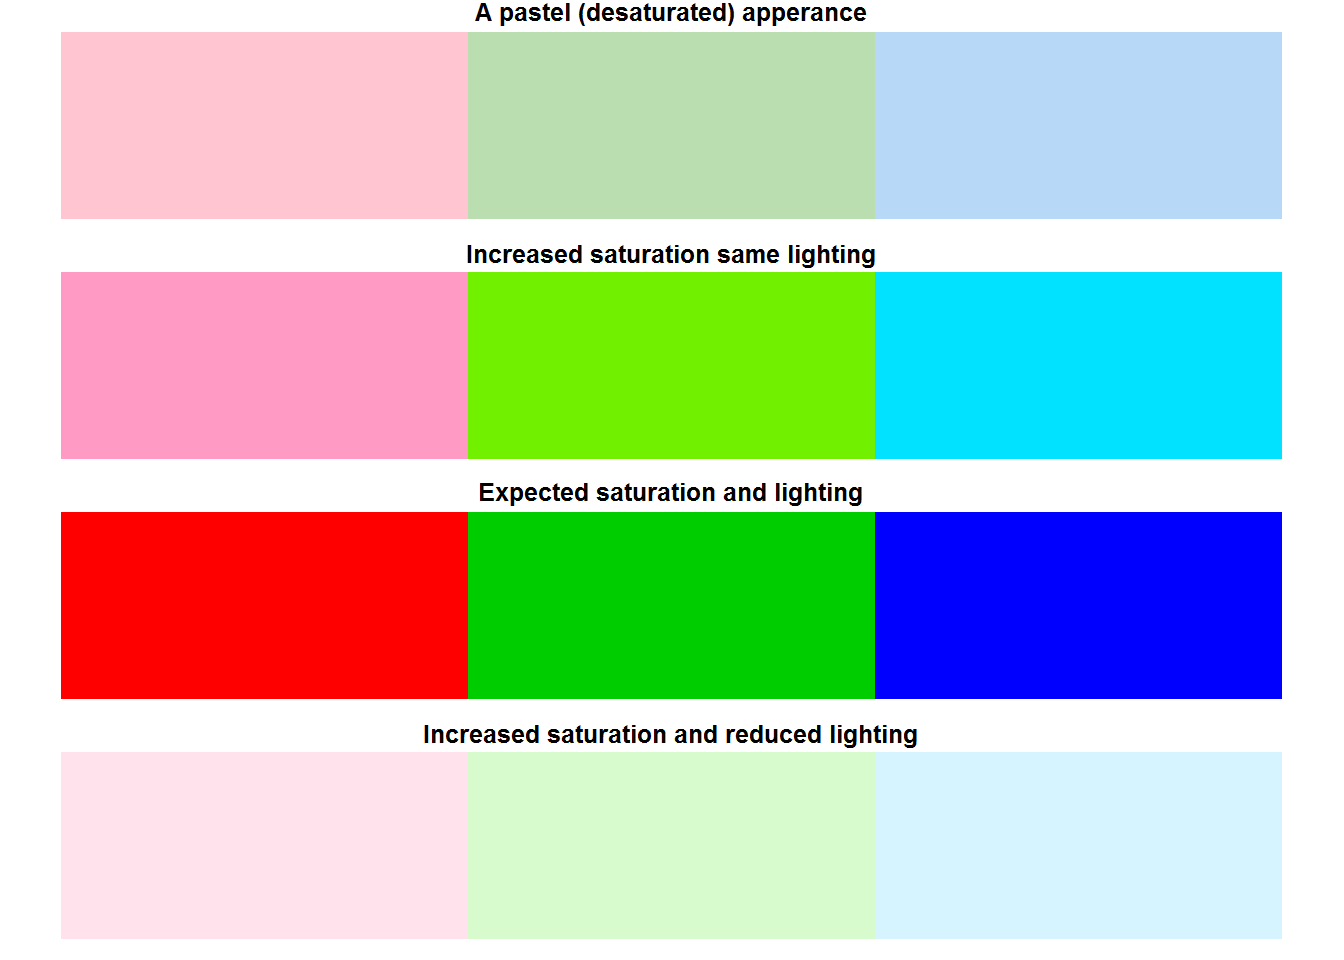 A pastel (desaturated) apperance
Increased saturation same lighting
Expected saturation and lighting
Increased saturation and reduced lighting